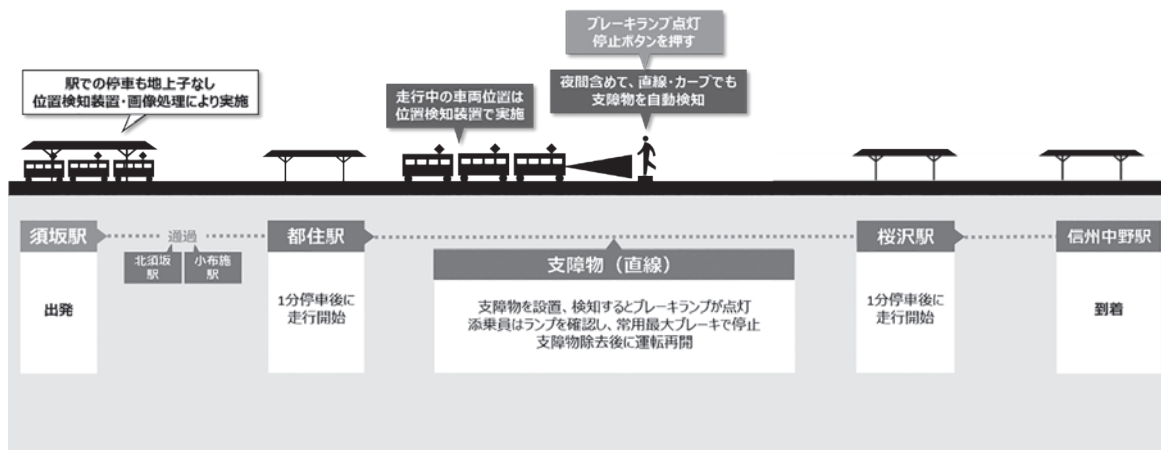 ブレーキランプ点灯
停止ボタンを押す
駅での停車も地上子なし
位置検知装置・画像処理により実施
走行中の車両位置は
位置検知装置で実施
夜間含めて、直線・カーブでも
支障物を自動検知
須坂駅
通過
都住駅
桜沢駅
信州中野駅
北須坂
駅
小布施
駅
支障物（直線）
出発
1分停車後に
走行開始
支障物を設置、検知するとブレーキランプが点灯
添乗員はランプを確認し、常用最大ブレーキで停止
支障物除去後に運転再開
1分停車後に
走行開始
到着